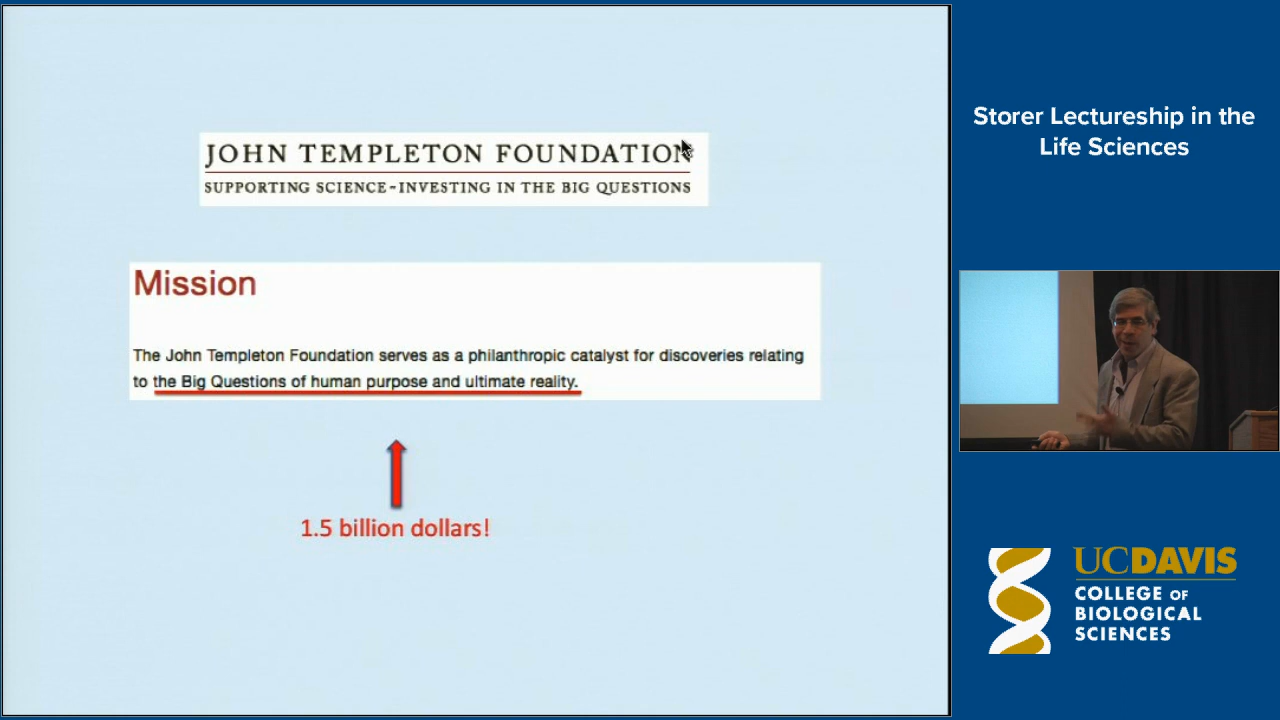 JOHN TEMPLETON FOUNDATION
SUPPORTING SCIENCE~INVESTING IN THE BIG QUESTIONS
Mission
The John Templeton Foundation serves as a philanthropic catalyst for discoveries relating
to the Big Questions of human purpose and ultimate reality.
1.5 billion dollars!
Storer Lectureship in the
Life Sciences
UCDAVIS
COLLEGE OF
BIOLOGICAL
SCIENCES